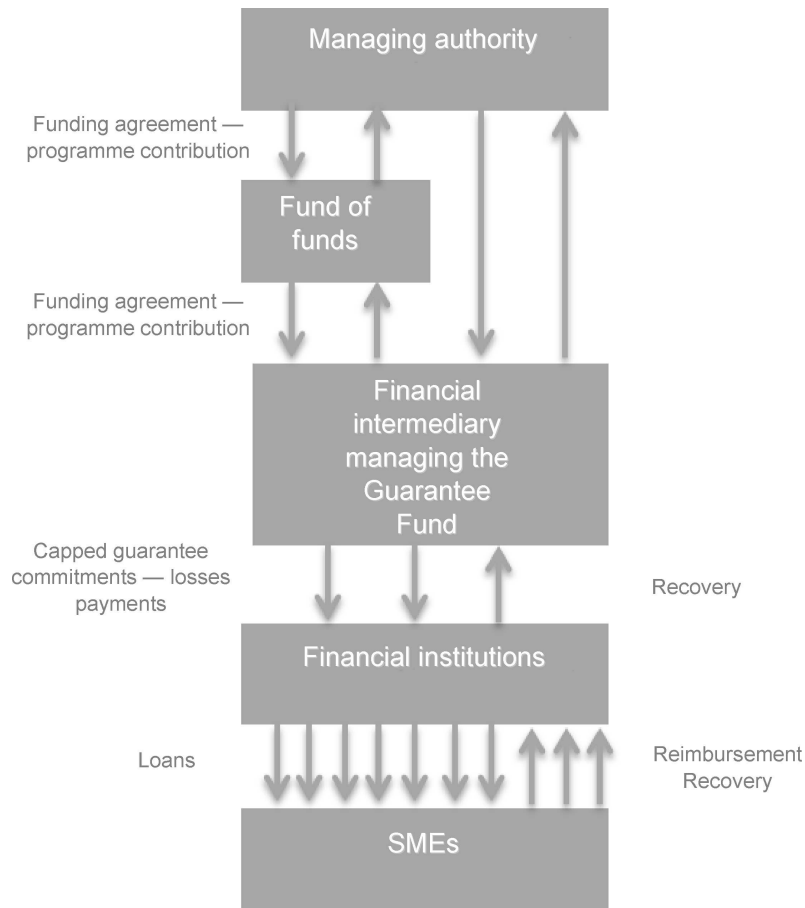 Managing authority
Funding agreement —
programme contribution
Fund of
funds
Funding agreement —
programme contribution
Financial
intermediary
managing the
Guarantee
Fund
Capped guarantee
commitments — losses
payments
Recovery
Financial institutions
Loans
Reimbursement
Recovery
SMEs